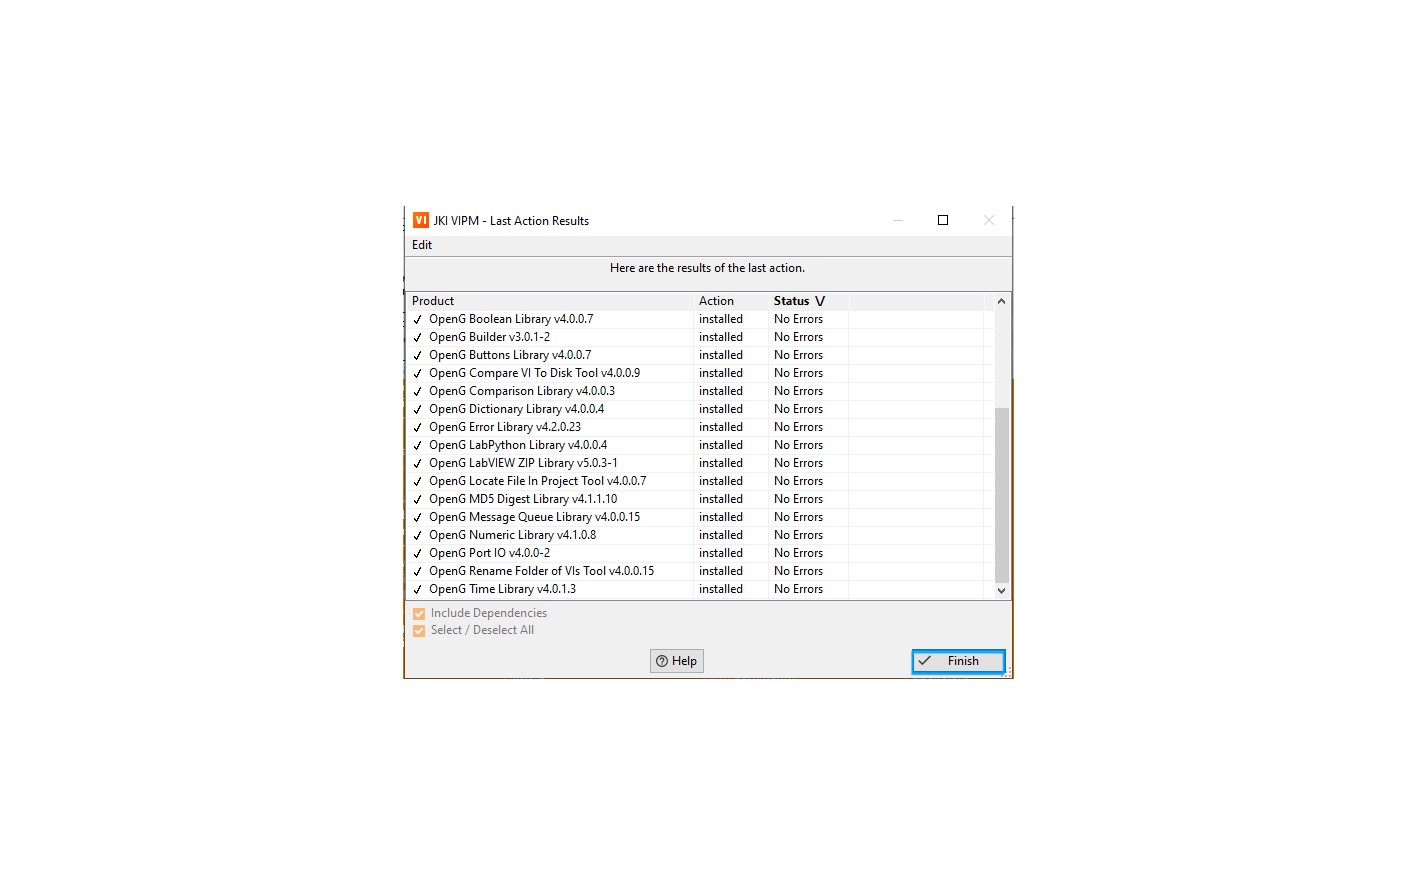 VI JKI VIPM - Last Action Results
Edit
Here are the results of the last action.
Product Action Status V
✓ OpenG Boolean Library v4.0.0.7 installed No Errors
✓ OpenG Builder v3.0.1-2 installed No Errors
✓ OpenG Buttons Library v4.0.0.7 installed No Errors
✓ OpenG Compare VI To Disk Tool v4.0.0.9 installed No Errors
✓ OpenG Comparison Library v4.0.0.3 installed No Errors
✓ OpenG Dictionary Library v4.0.0.4 installed No Errors
✓ OpenG Error Library v4.2.0.23 installed No Errors
✓ OpenG LabPython Library v4.0.0.4 installed No Errors
✓ OpenG LabVIEW ZIP Library v5.0.3-1 installed No Errors
✓ OpenG Locate File In Project Tool v4.0.0.7 installed No Errors
✓ OpenG MD5 Digest Library v4.1.1.10 installed No Errors
✓ OpenG Message Queue Library v4.0.0.15 installed No Errors
✓ OpenG Numeric Library v4.1.0.8 installed No Errors
✓ OpenG Port IO v4.0.0-2 installed No Errors
✓ OpenG Rename Folder of VIs Tool v4.0.0.15 installed No Errors
✓ OpenG Time Library v4.0.1.3 installed No Errors
Include Dependencies
Select / Deselect All
? Help ✓ Finish